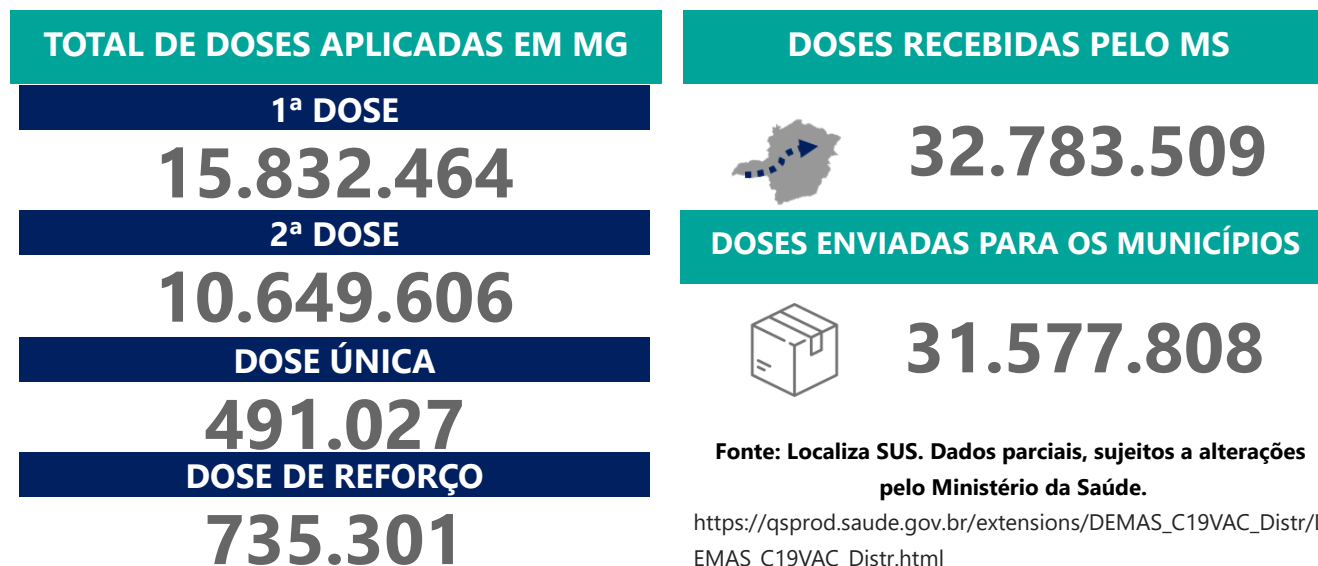 TOTAL DE DOSES APLICADAS EM MG
1ª DOSE
15.832.464
2ª DOSE
10.649.606
DOSE ÚNICA
491.027
DOSE DE REFORÇO
735.301
DOSES RECEBIDAS PELO MS
32.783.509
DOSES ENVIADAS PARA OS MUNICÍPIOS
31.577.808
Fonte: Localiza SUS. Dados parciais, sujeitos a alterações
pelo Ministério da Saúde.
https://qsprod.saude.gov.br/extensions/DEMAS_C19VAC_Distr/
EMAS_C19VAC_Distr.html